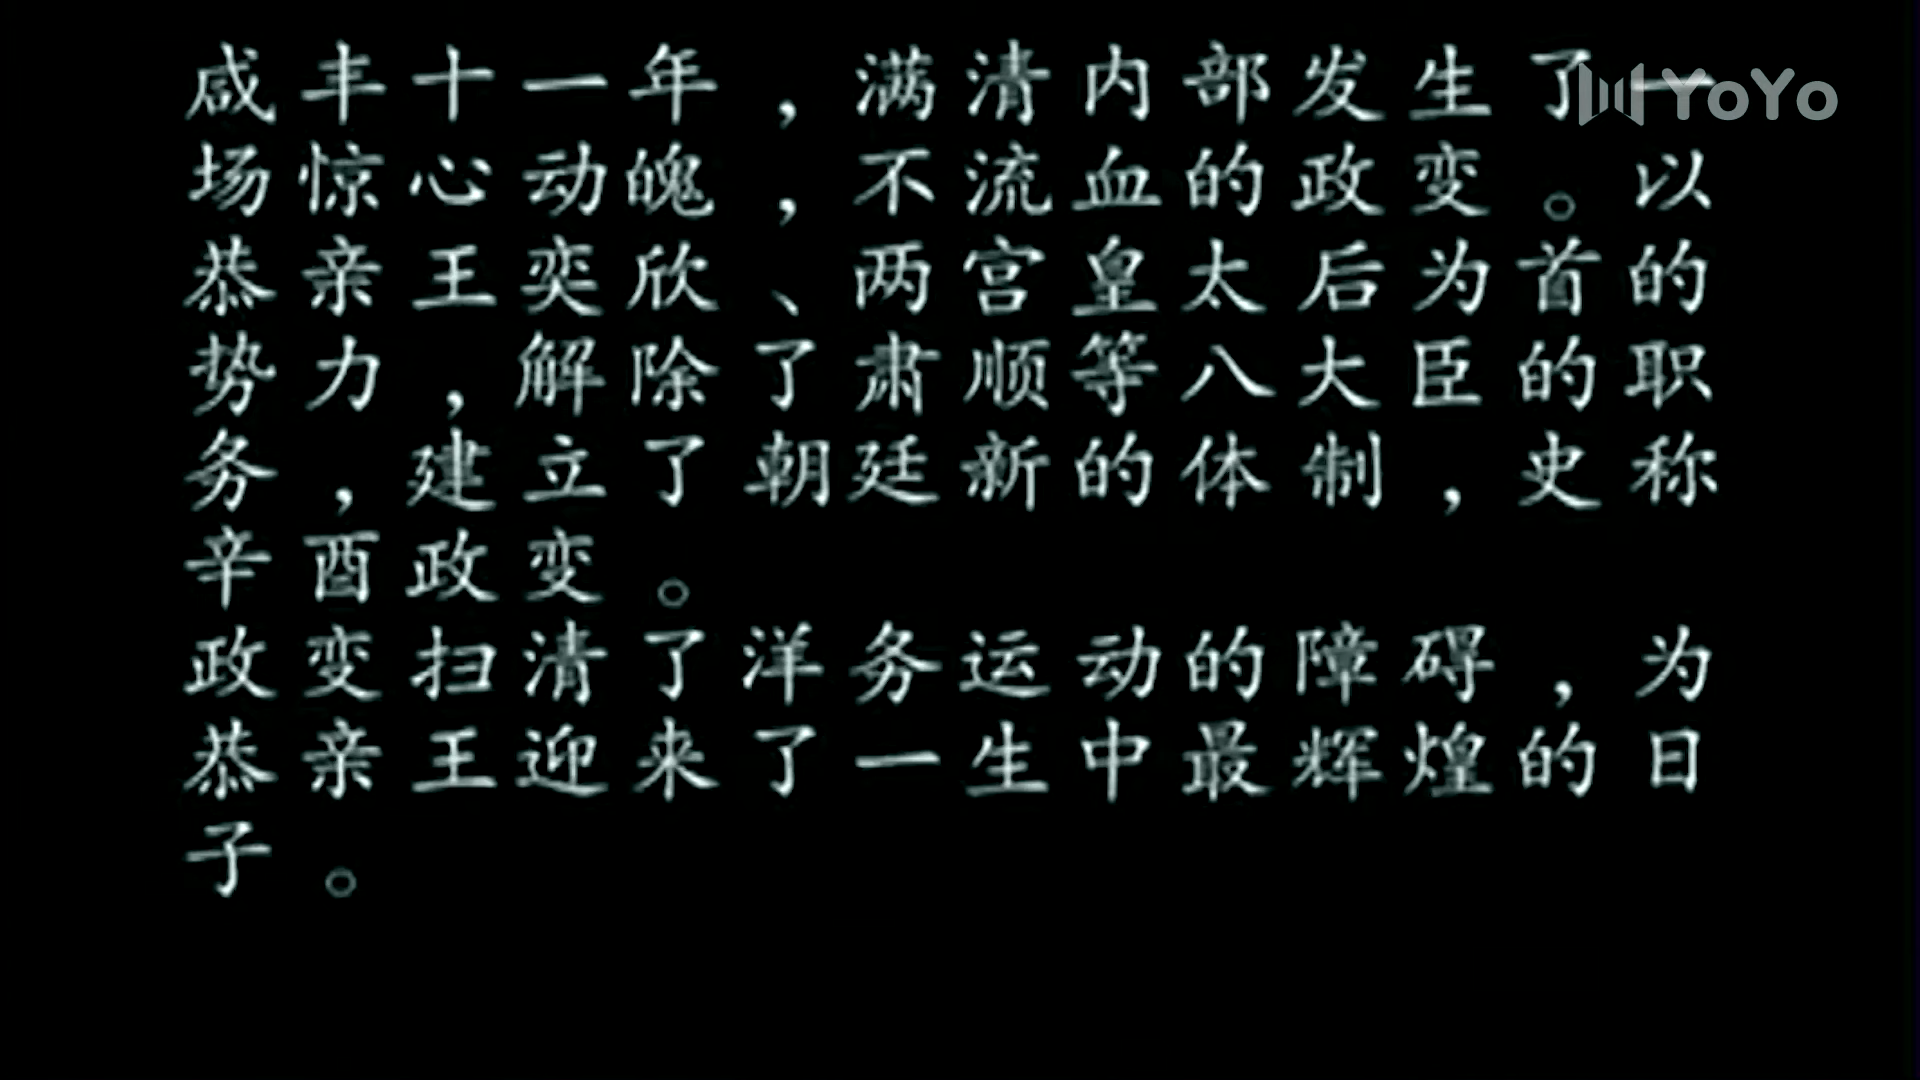 咸丰十一年，满清内部发生了一
场惊心动魄，不流血的政变。以
恭亲王奕欣、两宫皇太后为首的
势力，解除了肃顺等八大臣的职
务，建立了朝廷新的体制，史称
辛酉政变。
政变扫清了洋务运动的障碍，为
恭亲王迎来了一生中最辉煌的日
子。
YOYO